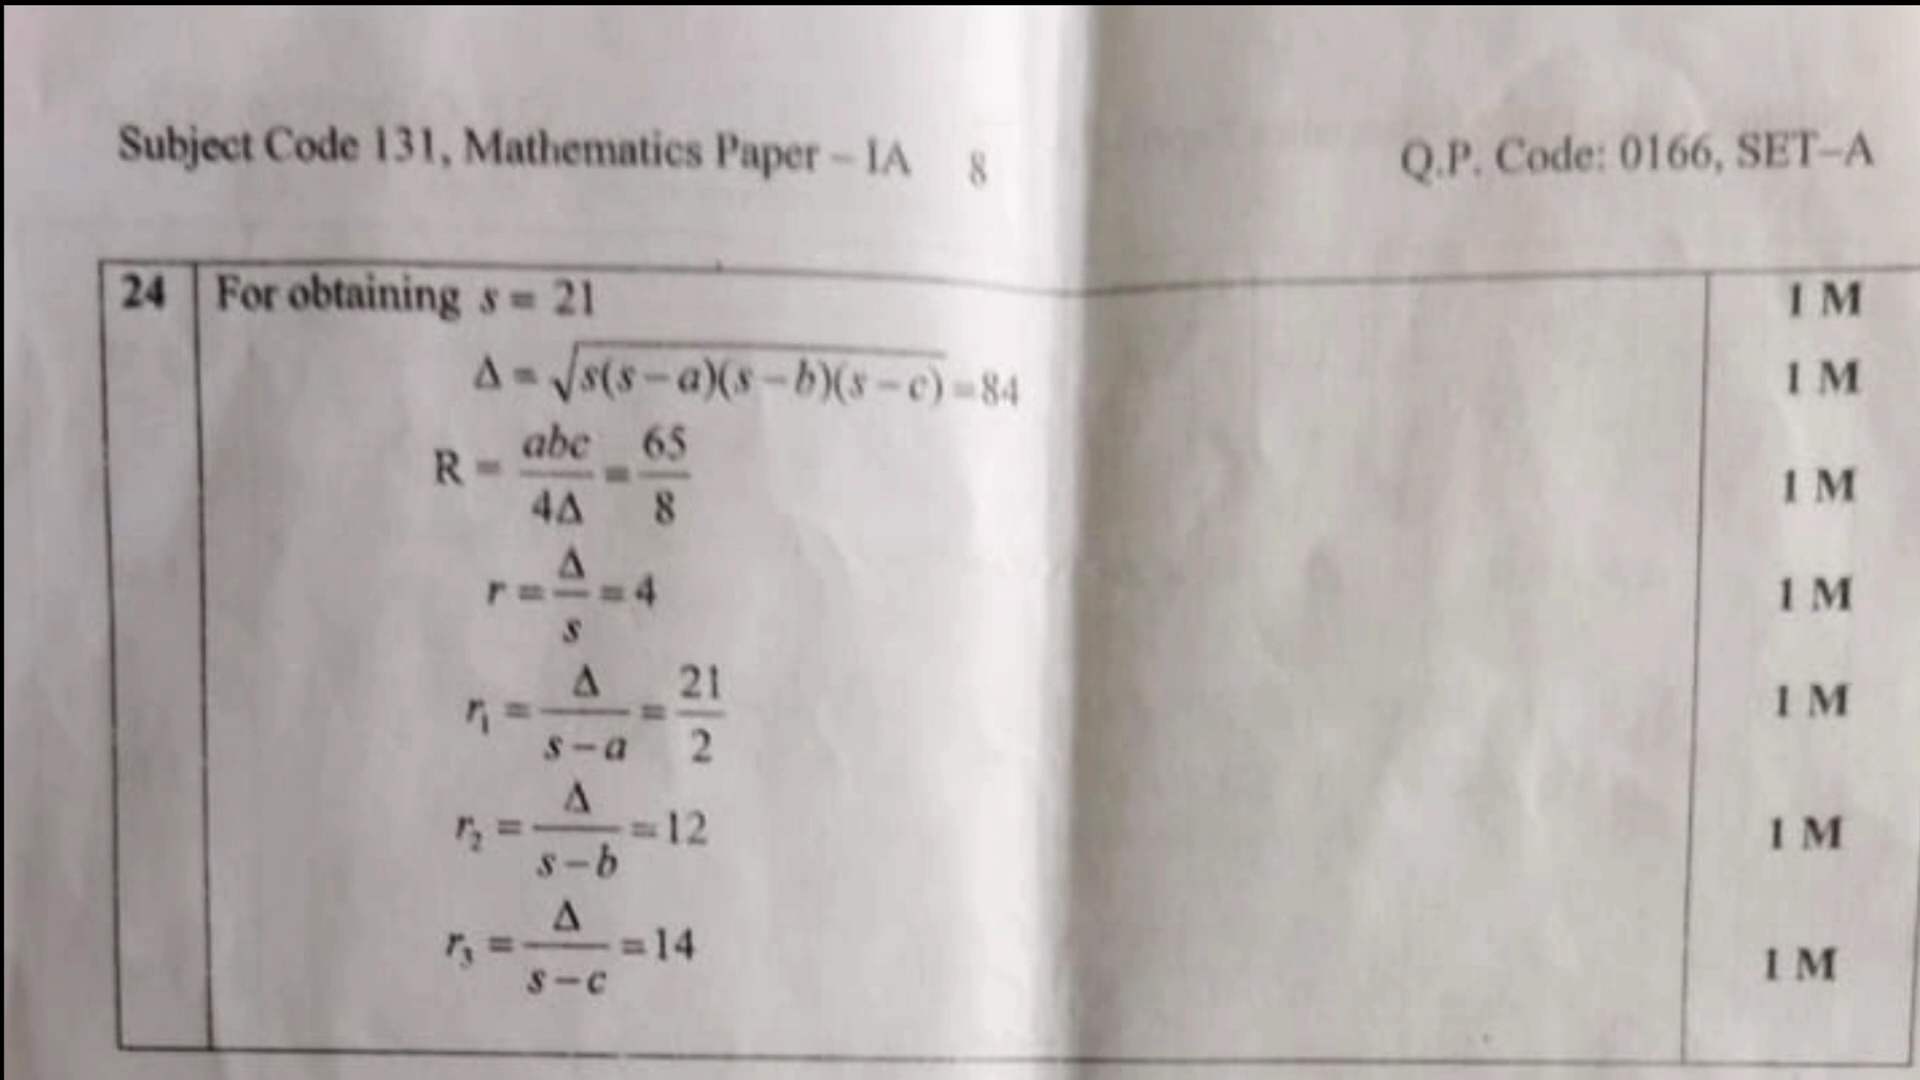 Subject Code 131, Mathematics Paper – IA 8 Q.P. Code: 0166, SET–A
24 For obtaining s = 21 1 M
Δ = √s(s – a)(s – b)(s – c) = 84 1 M
R = abc/4Δ = 65/8 1 M
r = Δ/s = 4 1 M
r₁ = Δ/s – a = 21/2 1 M
r₂ = Δ/s – b = 12 1 M
r₃ = Δ/s – c = 14 1 M